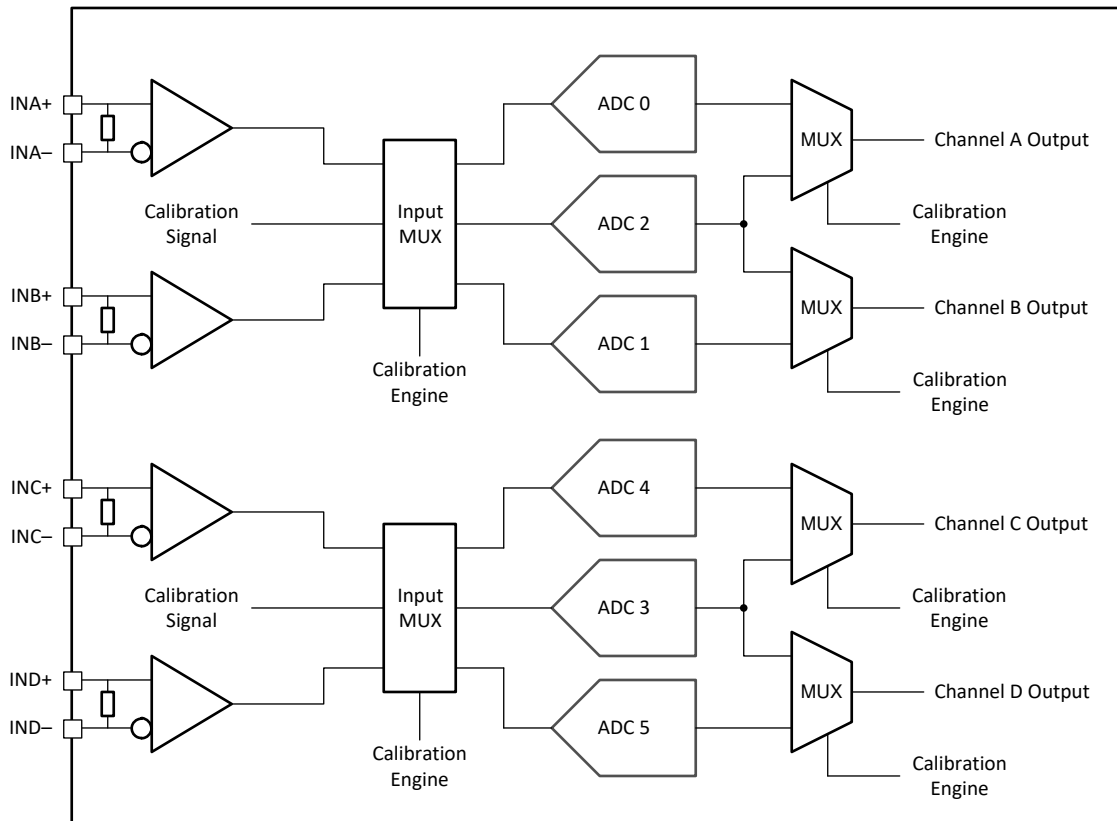 INA+
INA–
ADC 0
MUX
Channel A Output
Calibration
Signal
Input
MUX
ADC 2
Calibration
Engine
INB+
INB–
ADC 1
MUX
Channel B Output
Calibration
Engine
Calibration
Engine
INC+
INC–
ADC 4
MUX
Channel C Output
Calibration
Signal
Input
MUX
ADC 3
Calibration
Engine
IND+
IND–
ADC 5
MUX
Channel D Output
Calibration
Engine
Calibration
Engine